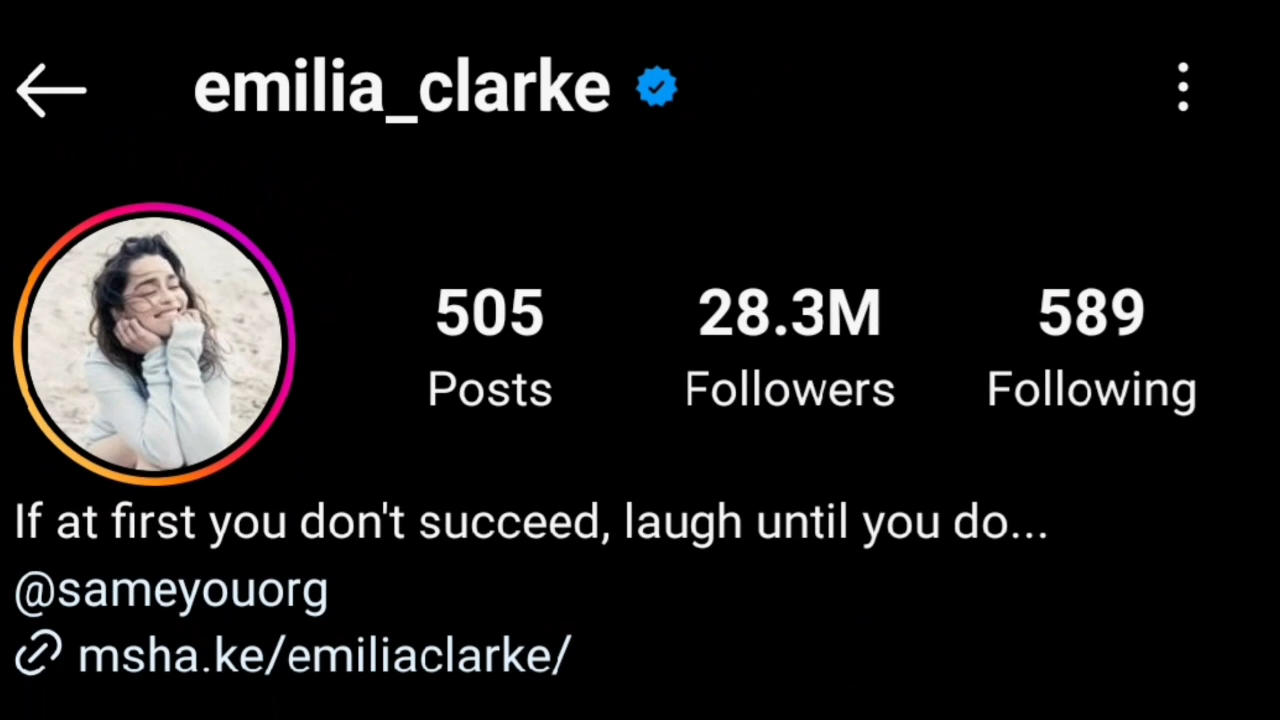 emilia_clarke
505 28.3M 589
Posts Followers Following
If at first you don't succeed, laugh until you do...
@sameyouorg
msha.ke/emiliaclarke/